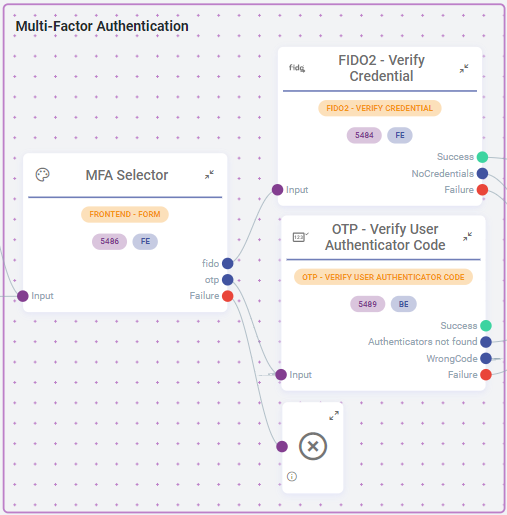 Multi-Factor Authentication
fido
FIDO2 - Verify
Credential
FIDO2 - VERIFY CREDENTIAL
5484 FE
Success
NoCredentials
Failure
Input
MFA Selector
FRONTEND - FORM
5486 FE
fido
otp
Failure
Input
123
OTP - Verify User
Authenticator Code
OTP - VERIFY USER AUTHENTICATOR CODE
5489 BE
Success
Authenticators not found
WrongCode
Failure
Input